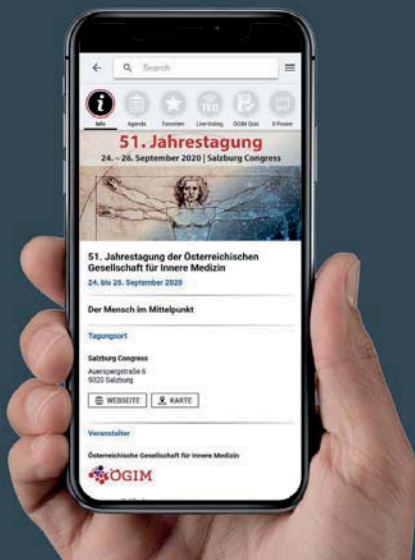 Search
Info
Agenda
Favoriten
Live-Voting
ÖGIM Quiz
E-Poster
TED
51. Jahrestagung
24. – 26. September 2020 | Salzburg Congress
51. Jahrestagung der Österreichischen
Gesellschaft für Innere Medizin
24. bis 26. September 2020
Der Mensch im Mittelpunkt
Tagungsort
Salzburg Congress
Auerspergstraße 6
5020 Salzburg
WEBSEITE
KARTE
Veranstalter
Österreichische Gesellschaft für Innere Medizin
ÖGIM